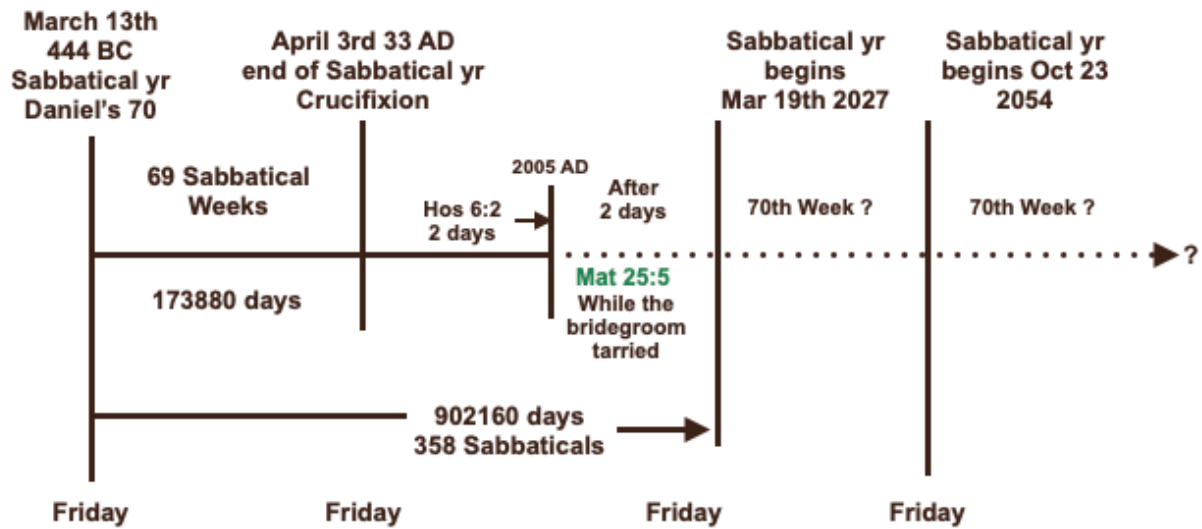 March 13th
444 BC
Sabbatical yr
Daniel's 70
April 3rd 33 AD
end of Sabbatical yr
Crucifixion
Sabbatical yr
begins
Mar 19th 2027
Sabbatical yr
begins Oct 23
2054
69 Sabbatical
Weeks
Hos 6:2
2 days
2005 AD
After
2 days
70th Week ?
70th Week ?
?
173880 days
Mat 25:5
While the
bridegroom
tarried
902160 days
358 Sabbaticals
Friday
Friday
Friday
Friday